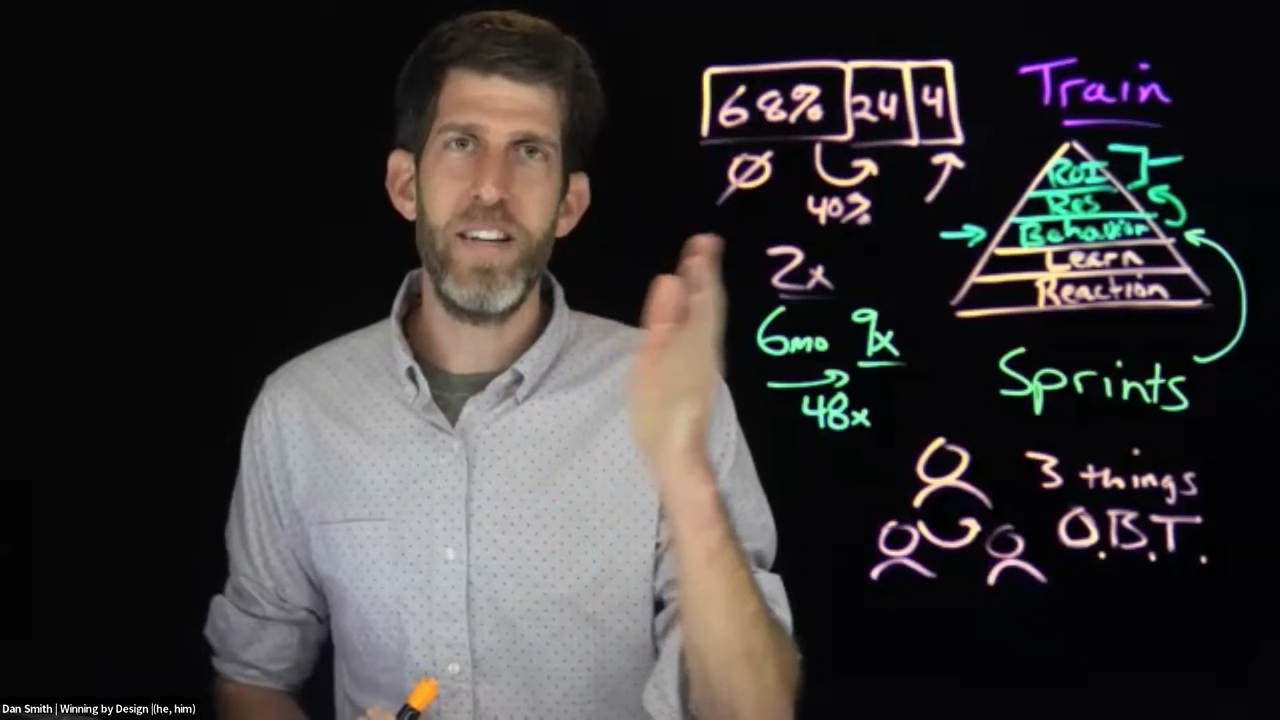 68% 24 4
Ø
40%
2x
6mo 9x
48x
Train
ROI
Res
Behavior
Learn
Reaction
Sprints
3 things
O.B.T.
Dan Smith | Winning by Design |(he, him)